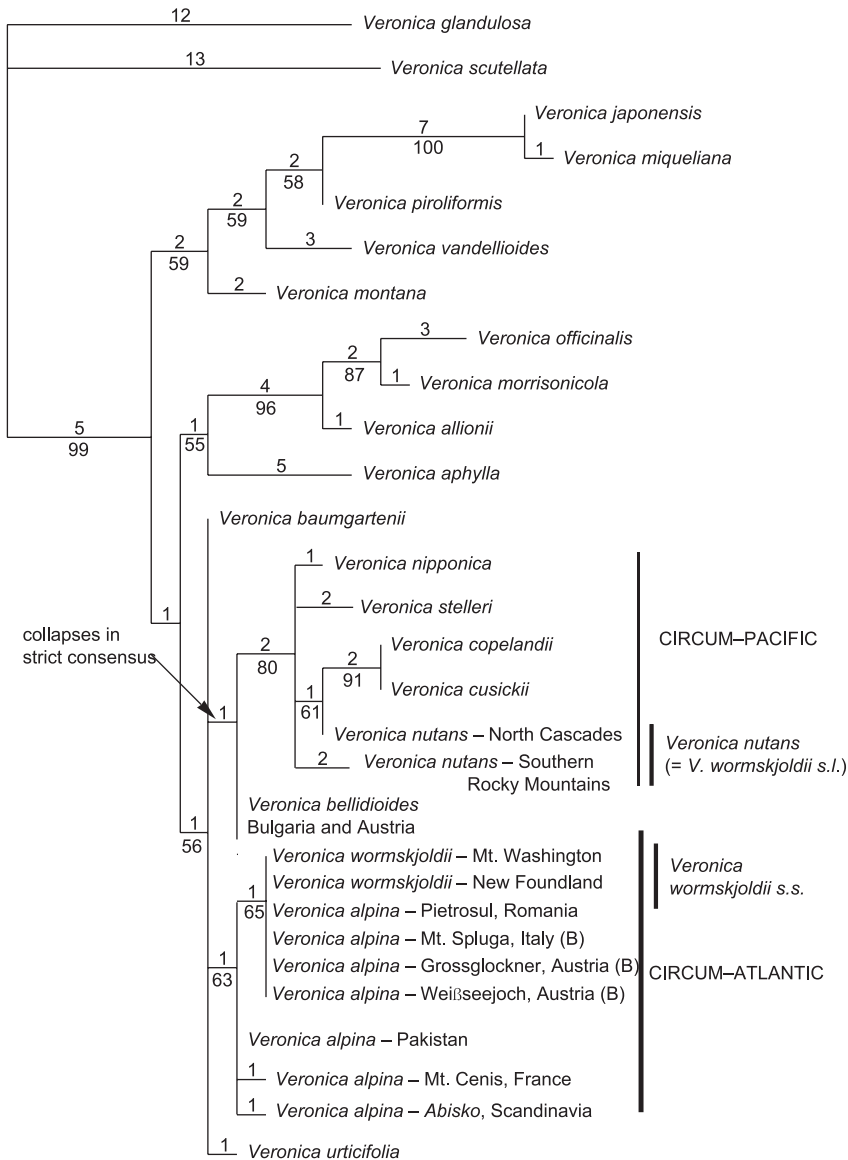 12
Veronica glandulosa
13
Veronica scutellata
Veronica japonensis
7
100
1
Veronica miqueliana
2
58
Veronica piroliformis
2
59
3
Veronica vandellioides
2
59
2
Veronica montana
3
Veronica officinalis
2
87
1
Veronica morrisonicola
4
96
1
Veronica allionii
5
99
1
55
5
Veronica aphylla
Veronica baumgartenii
1
Veronica nipponica
2
Veronica stelleri
1
collapses in
strict consensus
2
80
Veronica copelandii
2
91
Veronica cusickii
1
61
CIRCUM–PACIFIC
1
Veronica nutans – North Cascades
2
Veronica nutans – Southern
Rocky Mountains
Veronica nutans
(= V. wormskjoldii s.l.)
Veronica bellidioides
Bulgaria and Austria
1
56
Veronica wormskjoldii – Mt. Washington
Veronica wormskjoldii – New Foundland
Veronica
wormskjoldii s.s.
1
65
Veronica alpina – Pietrosul, Romania
Veronica alpina – Mt. Spluga, Italy (B)
Veronica alpina – Grossglockner, Austria (B)
Veronica alpina – Weißseejoch, Austria (B)
CIRCUM–ATLANTIC
1
63
Veronica alpina – Pakistan
1
Veronica alpina – Mt. Cenis, France
1
Veronica alpina – Abisko, Scandinavia
1
Veronica urticifolia